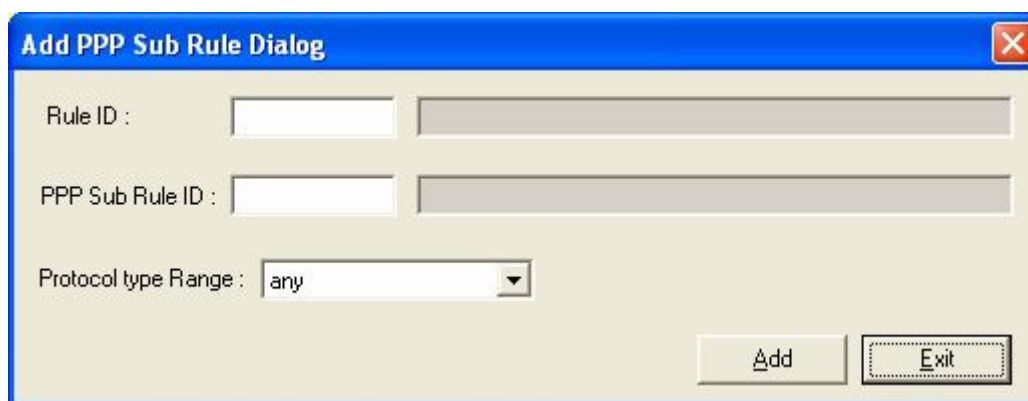 Add PPP Sub Rule Dialog
Rule ID :
PPP Sub Rule ID :
Protocol type Range : any
Add Exit